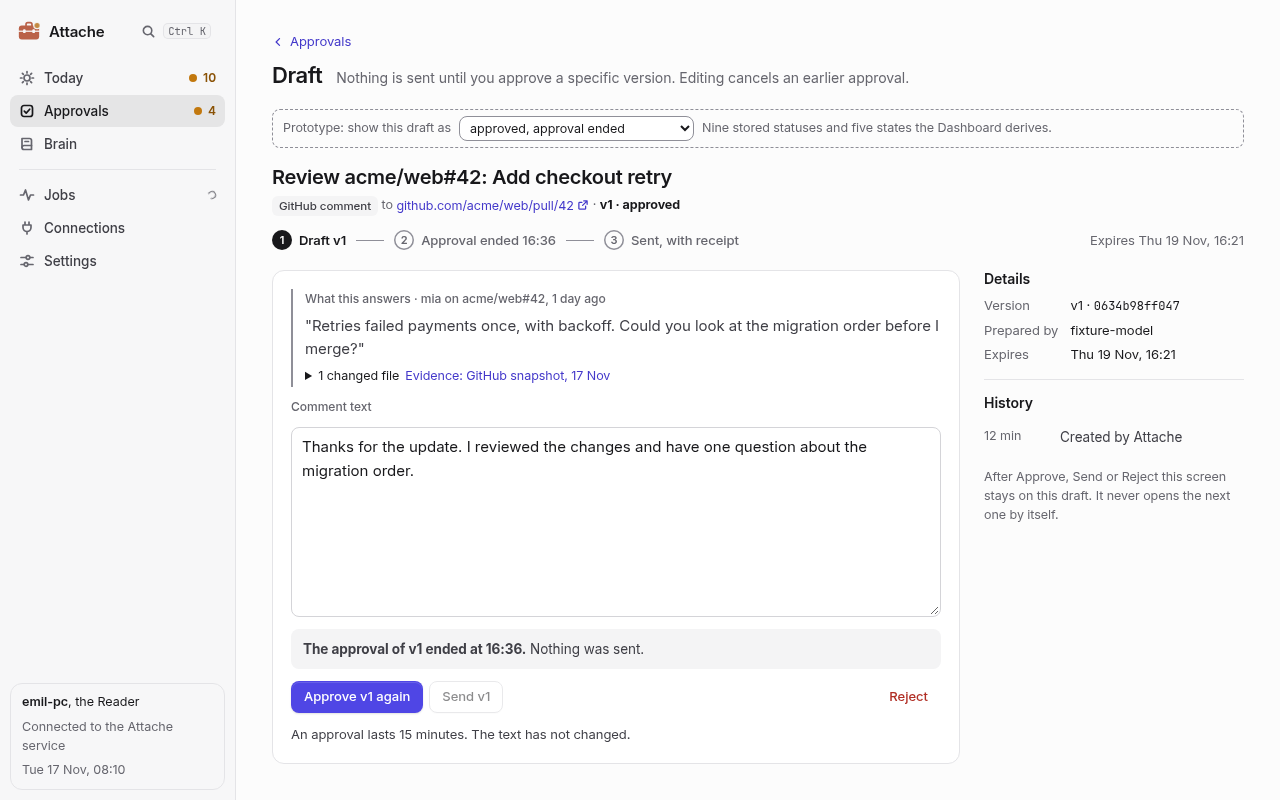 Attache
Ctrl K
Today
10
Approvals
4
Brain
Jobs
Connections
Settings
emil-pc, the Reader
Connected to the Attache
service
Tue 17 Nov, 08:10
Approvals
Draft Nothing is sent until you approve a specific version. Editing cancels an earlier approval.
Prototype: show this draft as approved, approval ended Nine stored statuses and five states the Dashboard derives.
Review acme/web#42: Add checkout retry
GitHub comment to github.com/acme/web/pull/42 · v1 · approved
1 Draft v1 2 Approval ended 16:36 3 Sent, with receipt Expires Thu 19 Nov, 16:21
What this answers · mia on acme/web#42, 1 day ago
"Retries failed payments once, with backoff. Could you look at the migration order before I
merge?"
1 changed file Evidence: GitHub snapshot, 17 Nov
Comment text
Thanks for the update. I reviewed the changes and have one question about the
migration order.
The approval of v1 ended at 16:36. Nothing was sent.
Approve v1 again Send v1 Reject
An approval lasts 15 minutes. The text has not changed.
Details
Version v1 · 0634b98ff047
Prepared by fixture-model
Expires Thu 19 Nov, 16:21
History
12 min Created by Attache
After Approve, Send or Reject this screen
stays on this draft. It never opens the next
one by itself.